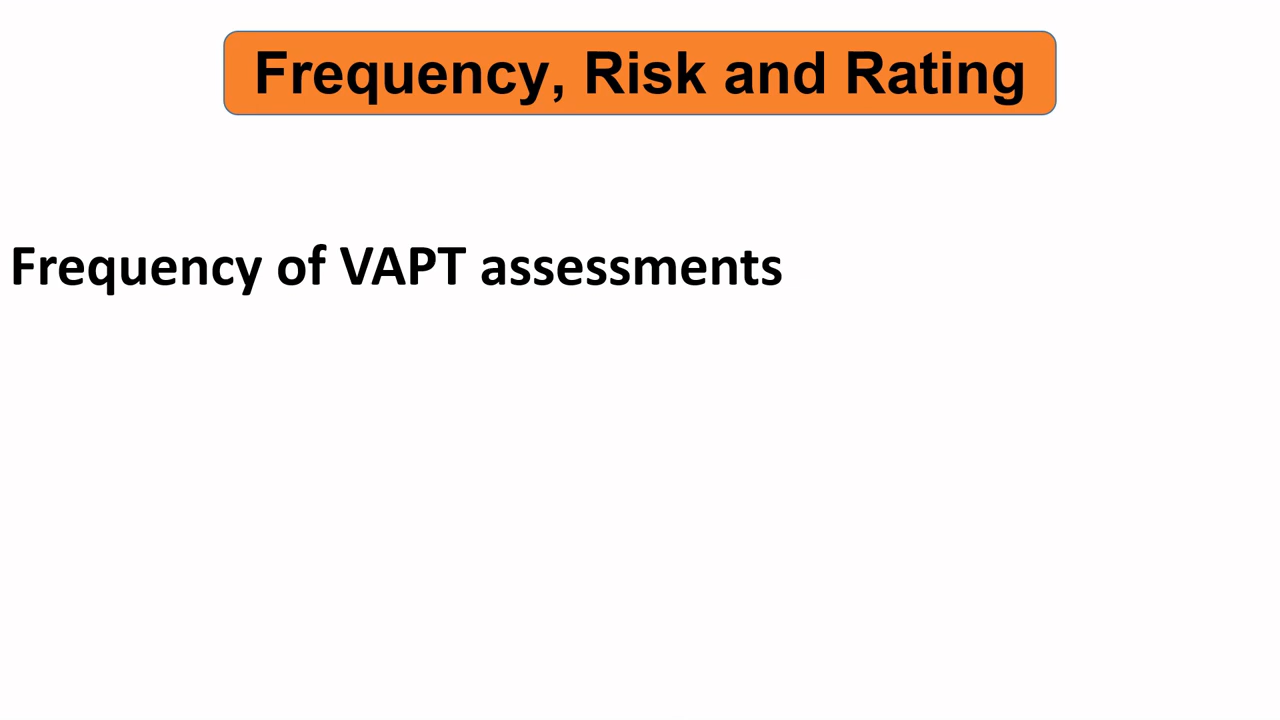 Frequency, Risk and Rating
Frequency of VAPT assessments